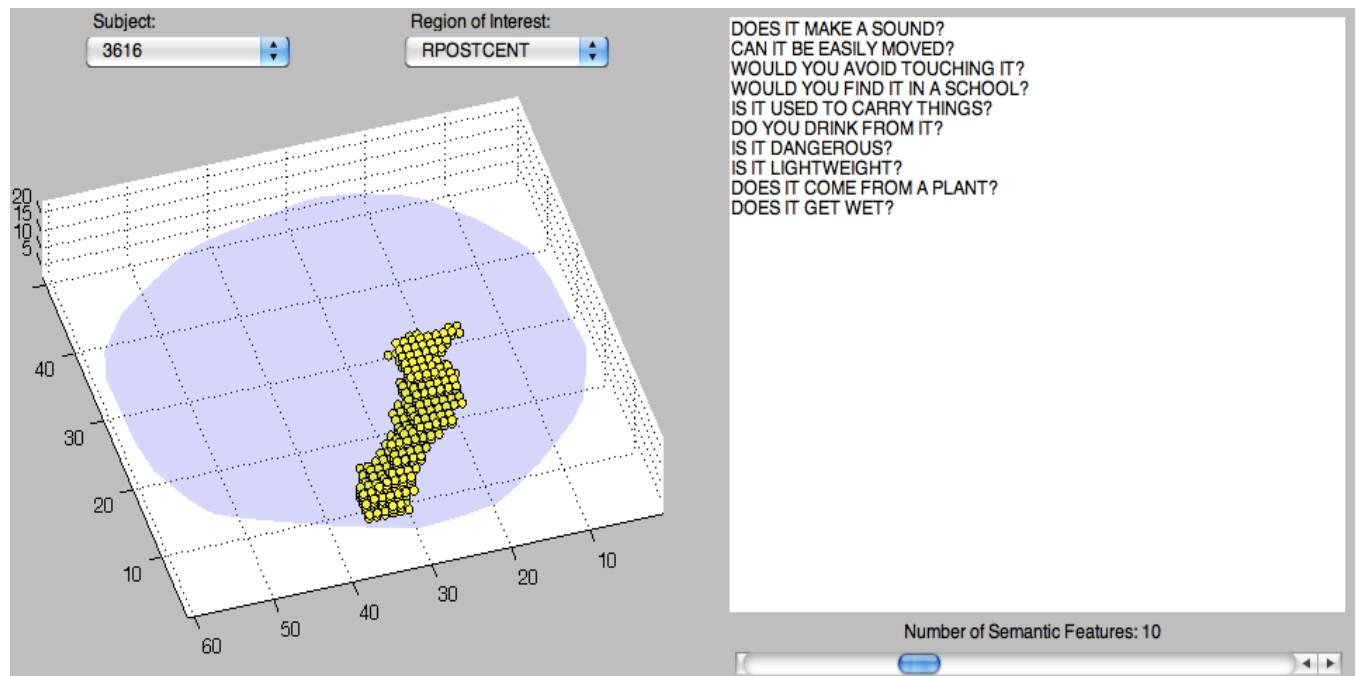 Subject:
Region of Interest:
3616
RPOSTCENT
DOES IT MAKE A SOUND?
CAN IT BE EASILY MOVED?
WOULD YOU AVOID TOUCHING IT?
WOULD YOU FIND IT IN A SCHOOL?
IS IT USED TO CARRY THINGS?
DO YOU DRINK FROM IT?
IS IT DANGEROUS?
IS IT LIGHTWEIGHT?
DOES IT COME FROM A PLANT?
DOES IT GET WET?
20
15
10
5
40
30
20
10
60
50
40
30
20
10
Number of Semantic Features: 10